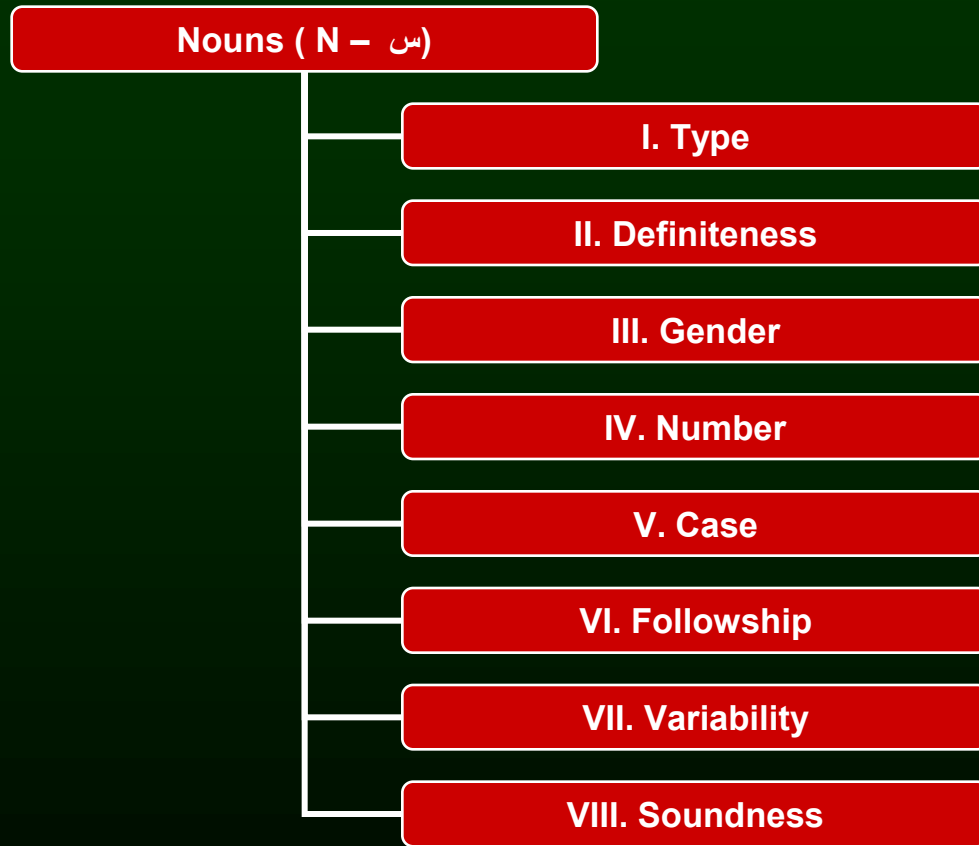 Nouns ( N – س)
I. Type
II. Definiteness
III. Gender
IV. Number
V. Case
VI. Followship
VII. Variability
VIII. Soundness